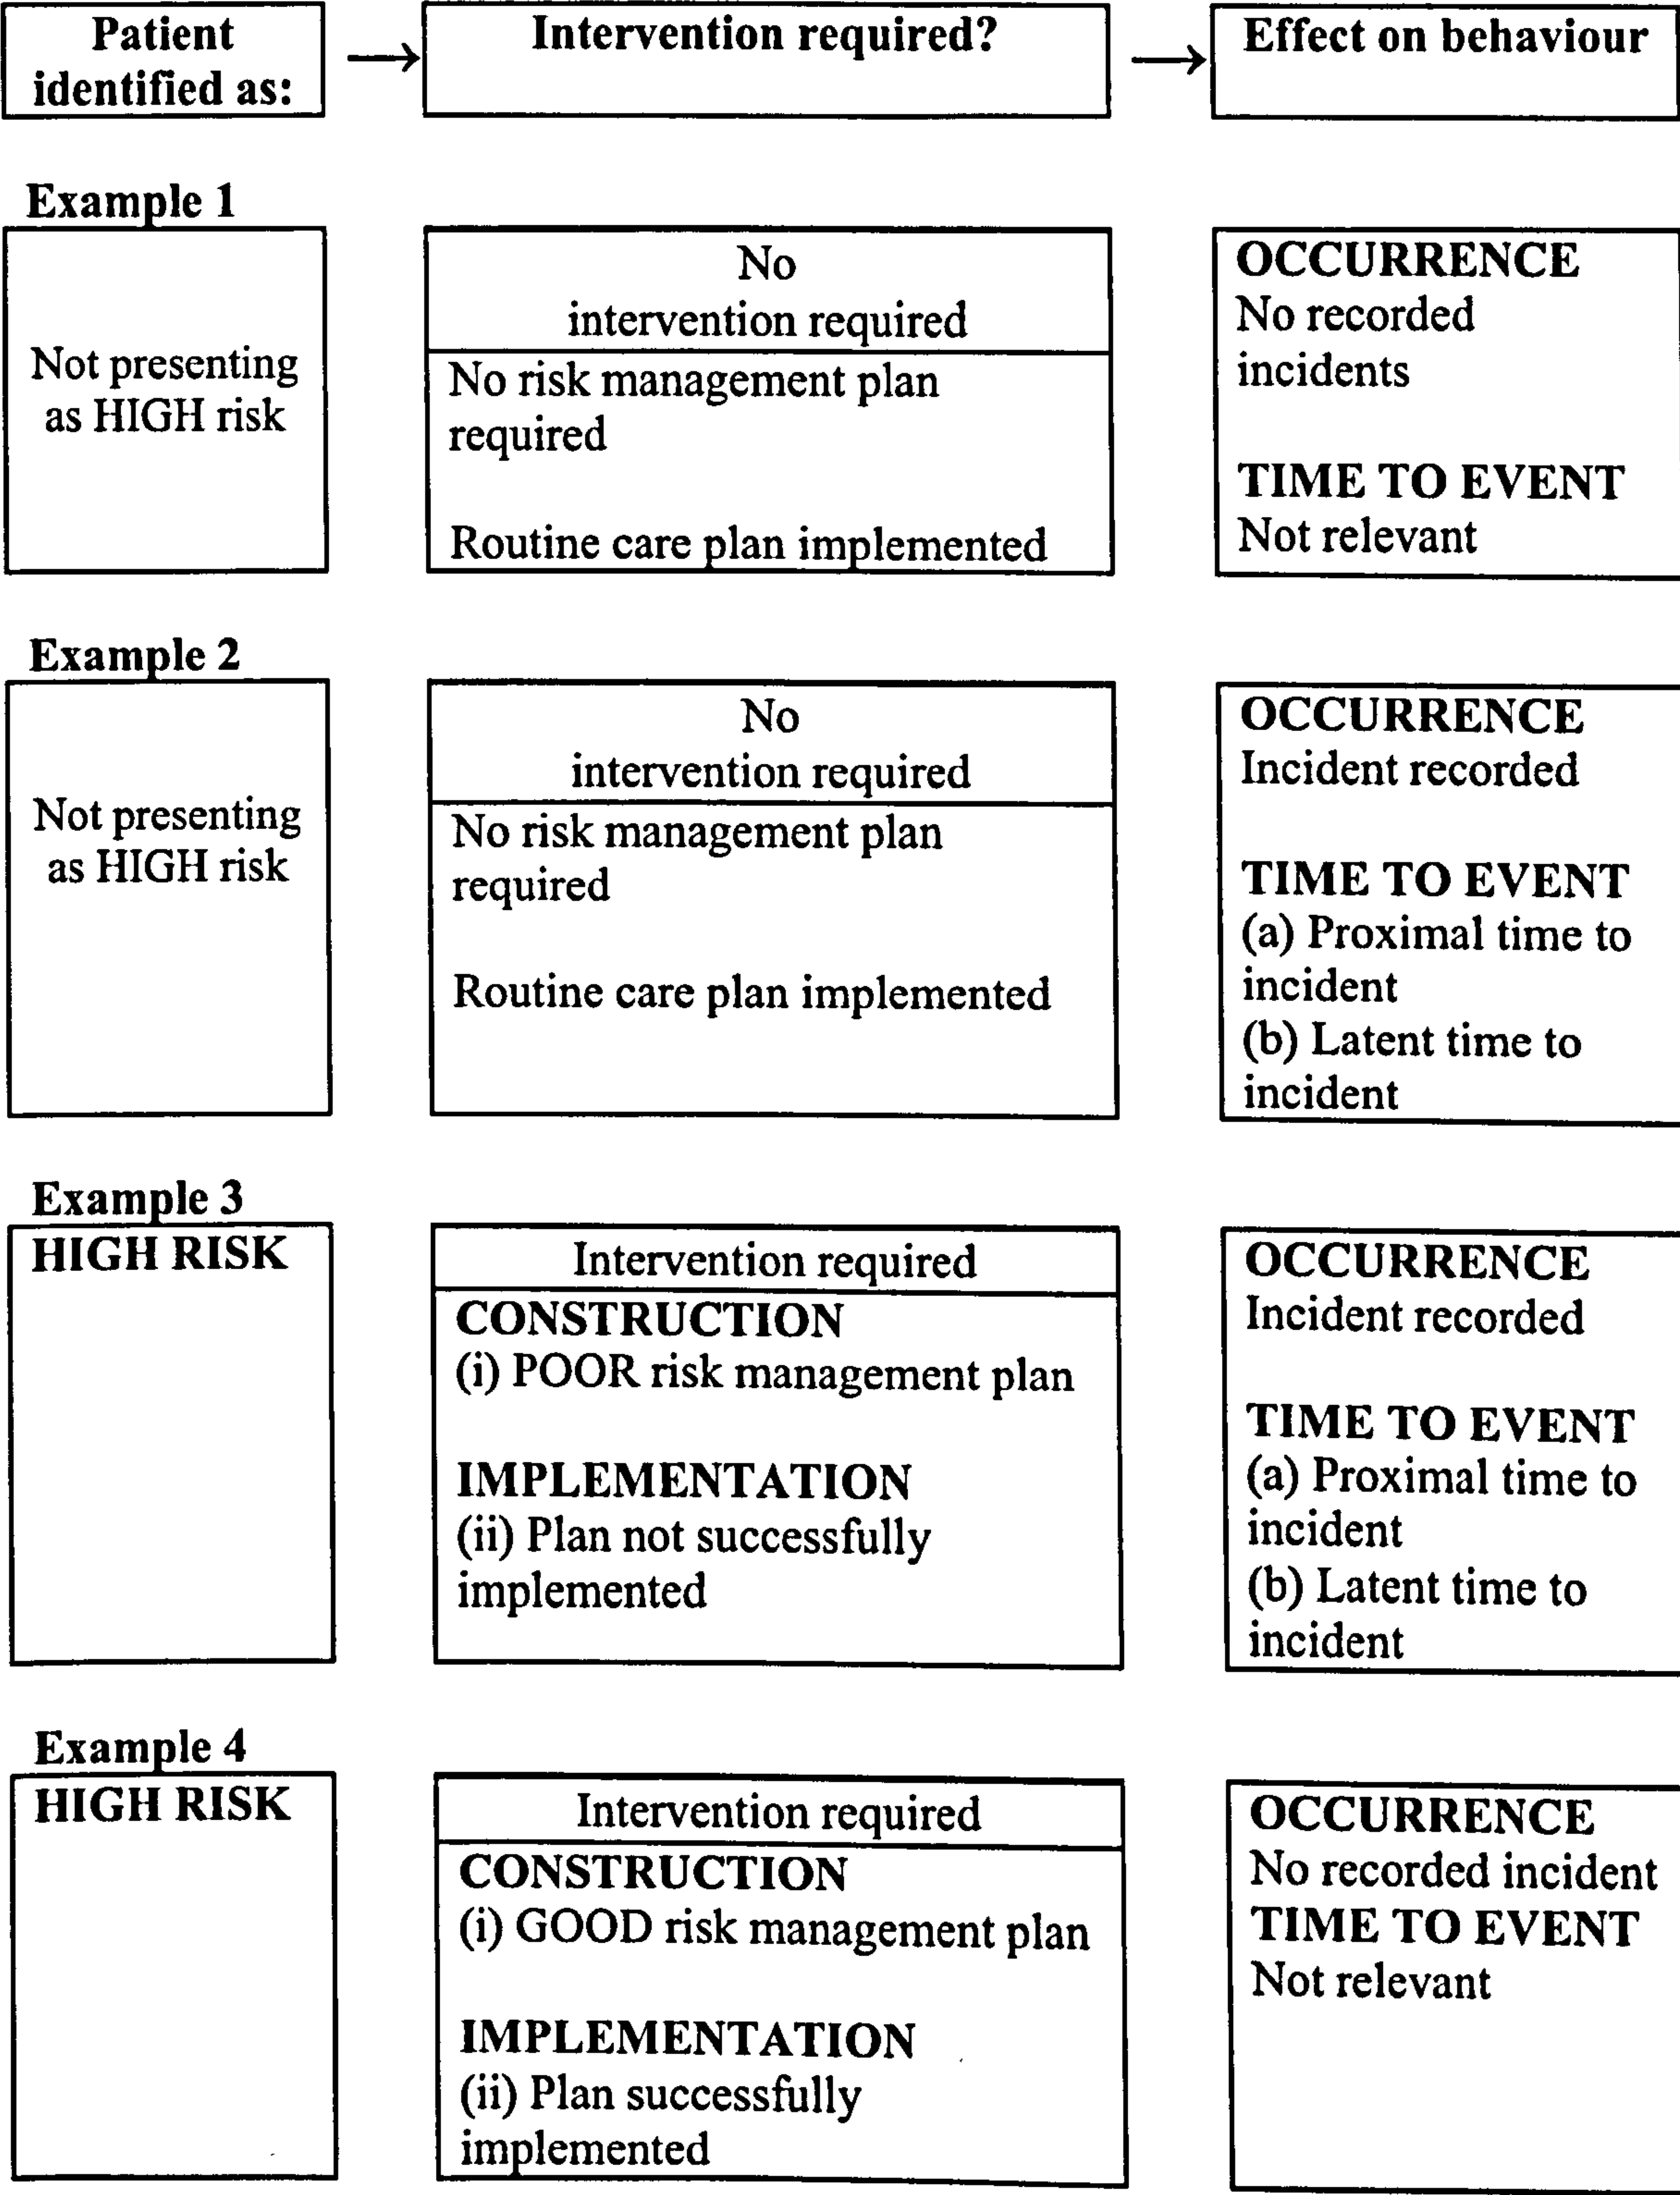 Patient
identified as:
→
Intervention required?
→
Effect on behaviour
Example 1
Not presenting
as HIGH risk
No
intervention required
No risk management plan
required
Routine care plan implemented
OCCURRENCE
No recorded
incidents
TIME TO EVENT
Not relevant
Example 2
Not presenting
as HIGH risk
No
intervention required
No risk management plan
required
Routine care plan implemented
OCCURRENCE
Incident recorded
TIME TO EVENT
(a) Proximal time to
incident
(b) Latent time to
incident
Example 3
HIGH RISK
Intervention required
CONSTRUCTION
(i) POOR risk management plan
IMPLEMENTATION
(ii) Plan not successfully
implemented
OCCURRENCE
Incident recorded
TIME TO EVENT
(a) Proximal time to
incident
(b) Latent time to
incident
Example 4
HIGH RISK
Intervention required
CONSTRUCTION
(i) GOOD risk management plan
IMPLEMENTATION
(ii) Plan successfully
implemented
OCCURRENCE
No recorded incident
TIME TO EVENT
Not relevant